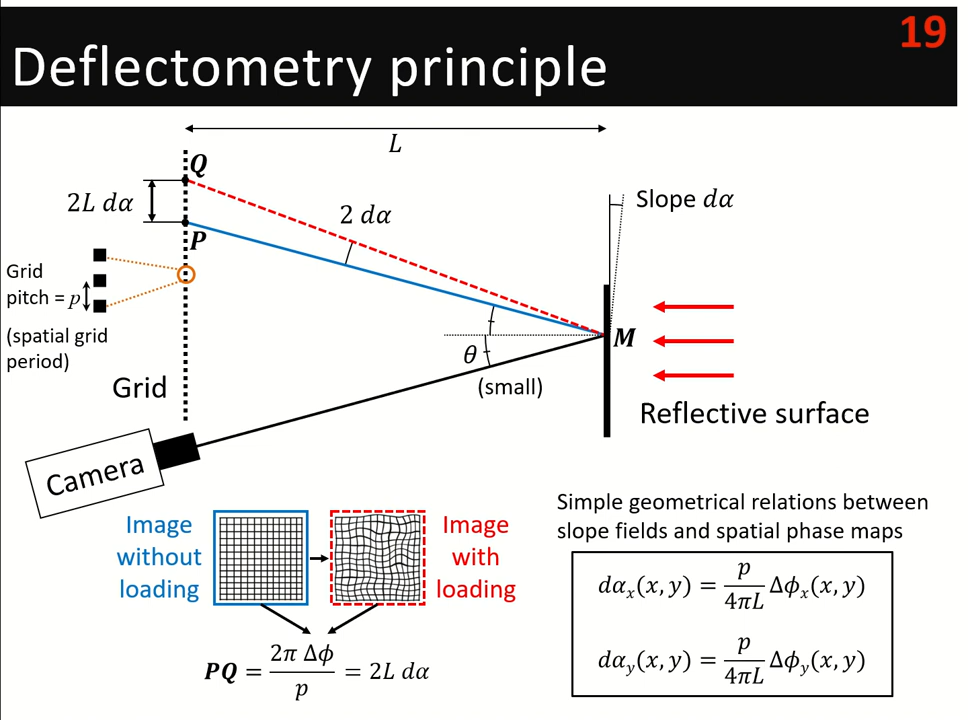 19
Deflectometry principle
L
Q
2L dα
P
2 dα
Slope dα
Grid
pitch = p
(spatial grid
period)
θ
(small)
M
Grid
Reflective surface
Camera
Image
without
loading
Image
with
loading
PQ = 2π Δϕ / p = 2L dα
Simple geometrical relations between
slope fields and spatial phase maps
dαₓ(x, y) = p / 4πL Δϕₓ(x, y)
dα_y(x, y) = p / 4πL Δϕ_y(x, y)